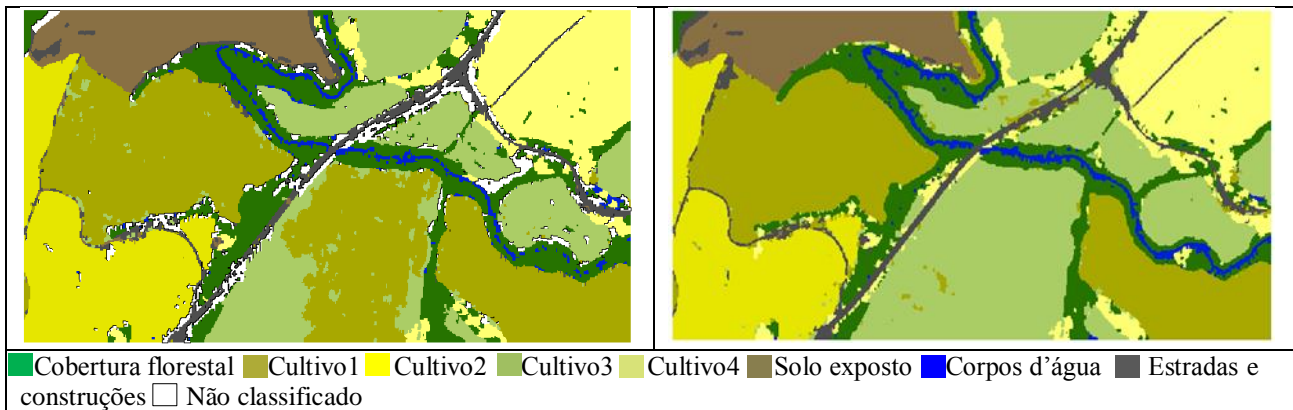 Cobertura florestal Cultivo1 Cultivo2 Cultivo3 Cultivo4 Solo exposto Corpos d’água Estradas e
construções Não classificado